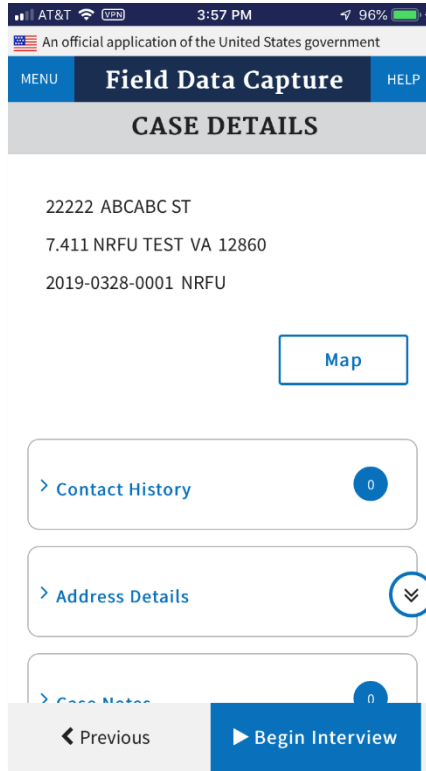 AT&T VPN 3:57 PM 96%
An official application of the United States government
MENU Field Data Capture HELP
CASE DETAILS
22222 ABCABC ST
7.411 NRFU TEST VA 12860
2019-0328-0001 NRFU
Map
Contact History 0
Address Details
Case Notes 0
Previous Begin Interview